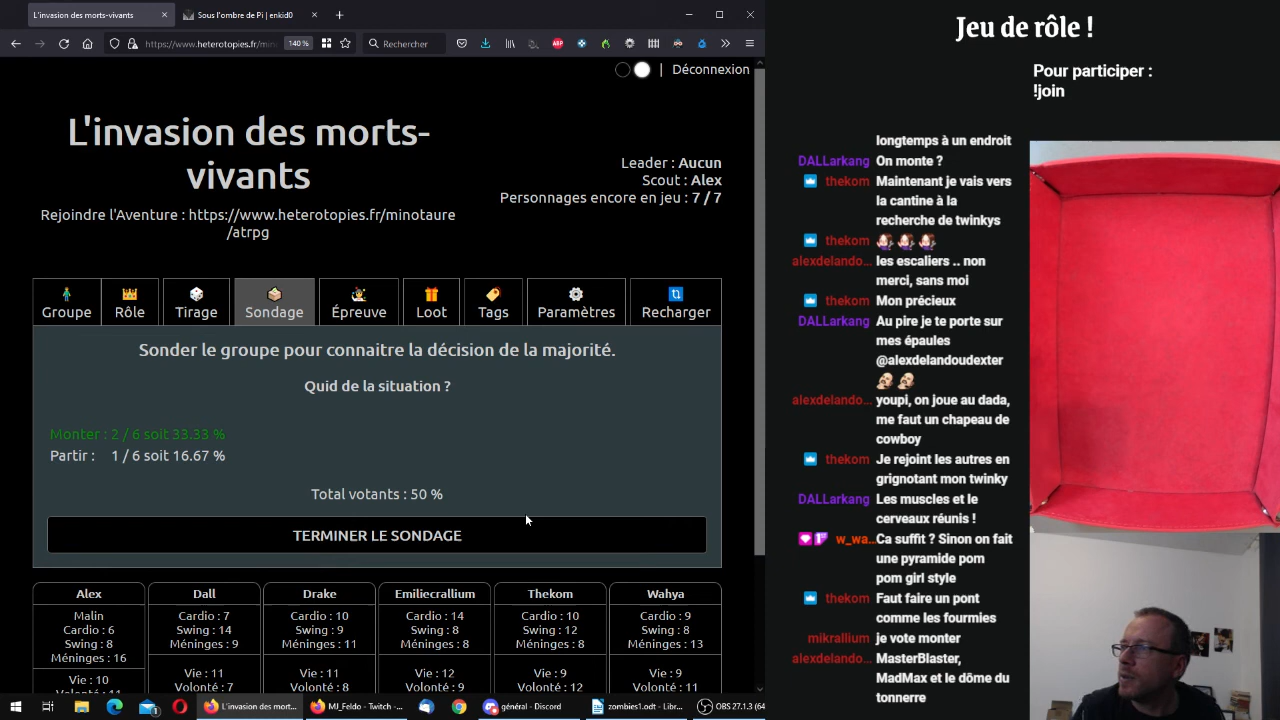 L'invasion des morts-vivants
Sous l'ombre de Pi | enkid0
https://www.heterotopies.fr/mino
140 %
Rechercher
ABP
| Déconnexion
L'invasion des morts-
vivants
Leader : Aucun
Scout : Alex
Personnages encore en jeu : 7 / 7
Rejoindre l'Aventure : https://www.heterotopies.fr/minotaure
/atrpg
Groupe Rôle Tirage Sondage Épreuve Loot Tags Paramètres Recharger
Sonder le groupe pour connaitre la décision de la majorité.
Quid de la situation ?
Monter : 2 / 6 soit 33.33 %
Partir : 1 / 6 soit 16.67 %
Total votants : 50 %
TERMINER LE SONDAGE
Alex Dall Drake Emiliecrallium Thekom Wahya
Malin Cardio : 7 Cardio : 10 Cardio : 14 Cardio : 10 Cardio : 9
Cardio : 6 Swing : 14 Swing : 9 Swing : 8 Swing : 12 Swing : 8
Swing : 8 Méninges : 9 Méninges : 11 Méninges : 8 Méninges : 8 Méninges : 13
Méninges : 16
Vie : 11 Vie : 11 Vie : 12 Vie : 9 Vie : 9
Vie : 10 Volonté : 7 Volonté : 8 Volonté : 9 Volonté : 12 Volonté : 11
Volonté : 11
L'invasion des mort...
MJ_Feldo - Twitch -...
général - Discord
zombies1.odt - Libr...
OBS 27.1.3 (64
Jeu de rôle !
Pour participer :
!join
longtemps à un endroit
DALLarkang On monte ?
thekom Maintenant je vais vers
la cantine à la
recherche de twinkys
thekom
alexdelando... les escaliers .. non
merci, sans moi
thekom Mon précieux
DALLarkang Au pire je te porte sur
mes épaules
@alexdelandoudexter
alexdelando... youpi, on joue au dada,
me faut un chapeau de
cowboy
thekom Je rejoint les autres en
grignotant mon twinky
DALLarkang Les muscles et le
cerveaux réunis !
w_wa... Ca suffit ? Sinon on fait
une pyramide pom
pom girl style
thekom Faut faire un pont
comme les fourmies
mikrallium je vote monter
alexdelando... MasterBlaster,
MadMax et le dôme du
tonnerre